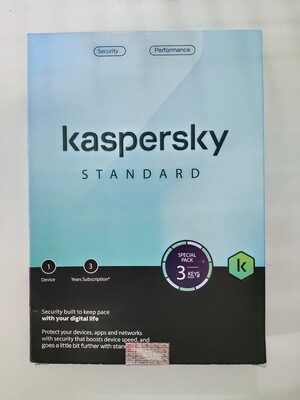 Security
Performance
kaspersky
STANDARD
1
Device
3
Years Subscription*
SPECIAL
PACK
3
KEYS
k
Security built to keep pace
with your digital life
Protect your devices, apps and networks
with security that boosts device speed, and
goes a little bit further with